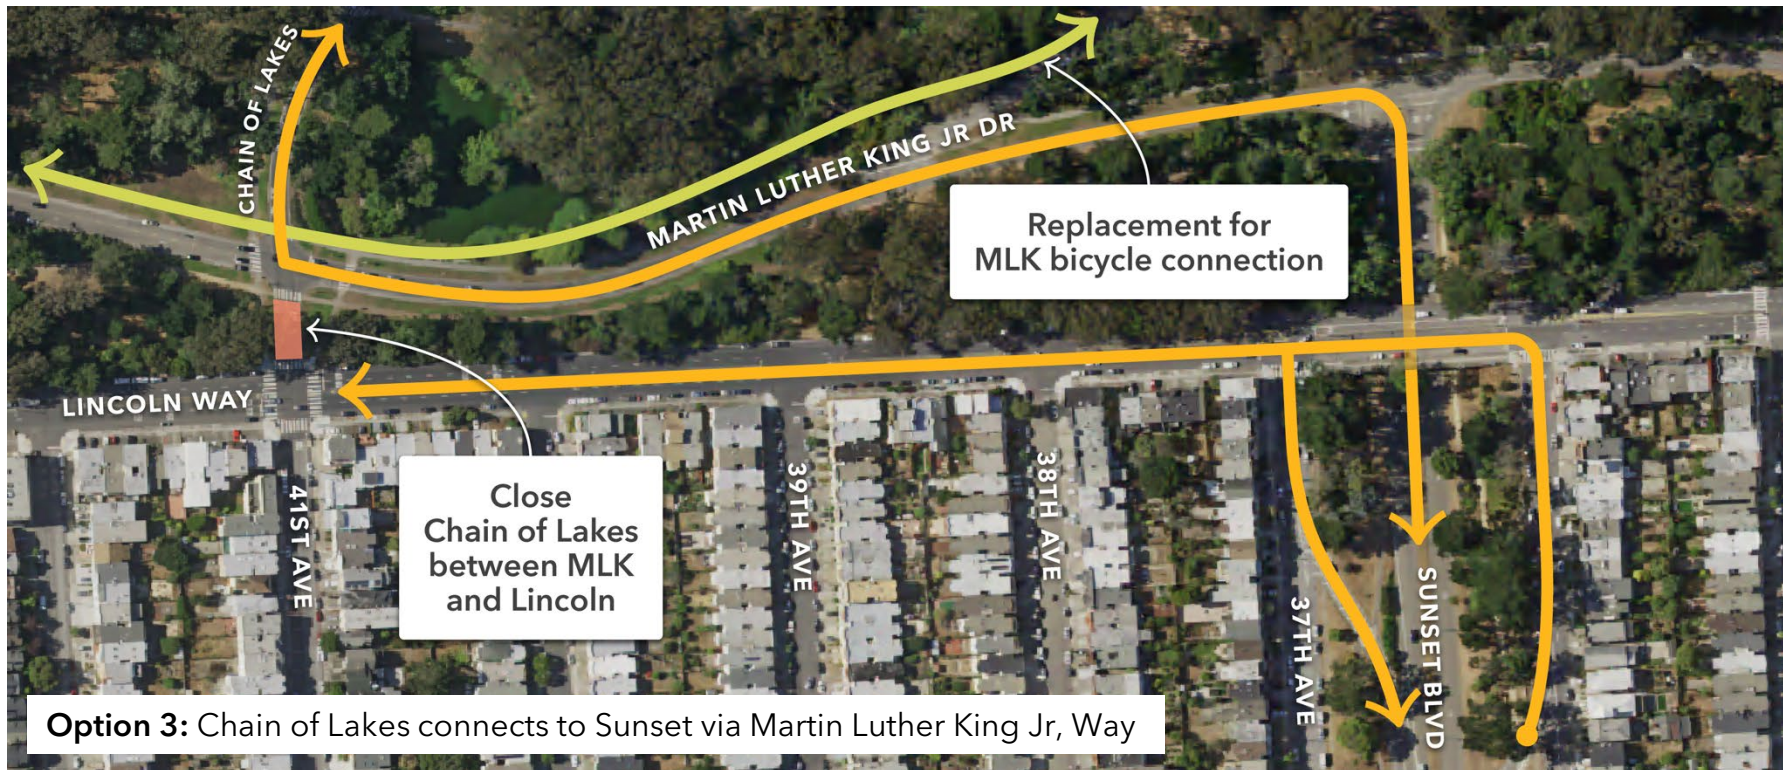 CHAIN OF LAKES
MARTIN LUTHER KING JR DR
Replacement for
MLK bicycle connection
LINCOLN WAY
41ST AVE
Close
Chain of Lakes
between MLK
and Lincoln
39TH AVE
38TH AVE
37TH AVE
SUNSET BLVD
Option 3: Chain of Lakes connects to Sunset via Martin Luther King Jr, Way